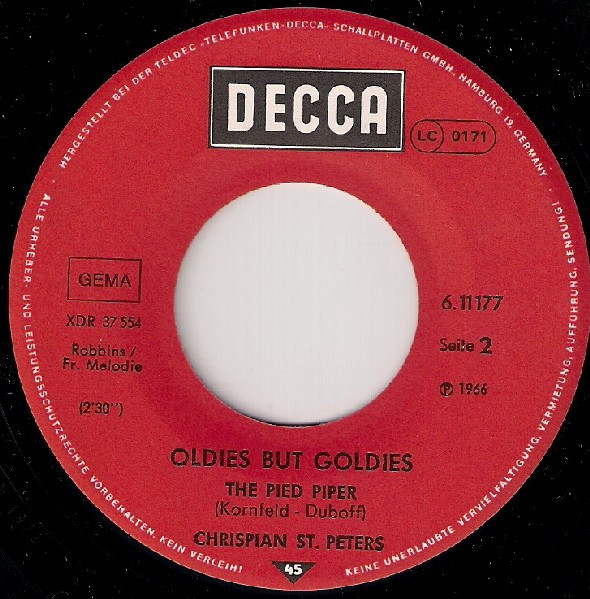 HERGESTELLT BEI DER TELDEC »TELEFUNKEN-DECCA« SCHALLPLATTEN GMBH, HAMBURG 19, GERMANY
DECCA
LC 0171
GEMA
XDR 37 554
Robbins /
Fr. Melodie
(2'30")
6.11177
Seite 2
Ⓟ 1966
OLDIES BUT GOLDIES
THE PIED PIPER
(Kornfeld - Duboff)
CHRISPIAN ST. PETERS
45
ALLE URHEBER- UND LEISTUNGSSCHUTZRECHTE VORBEHALTEN. KEIN VERLEIH!
KEINE UNERLAUBTE VERVIELFÄLTIGUNG, VERMIETUNG, AUFFÜHRUNG, SENDUNG!